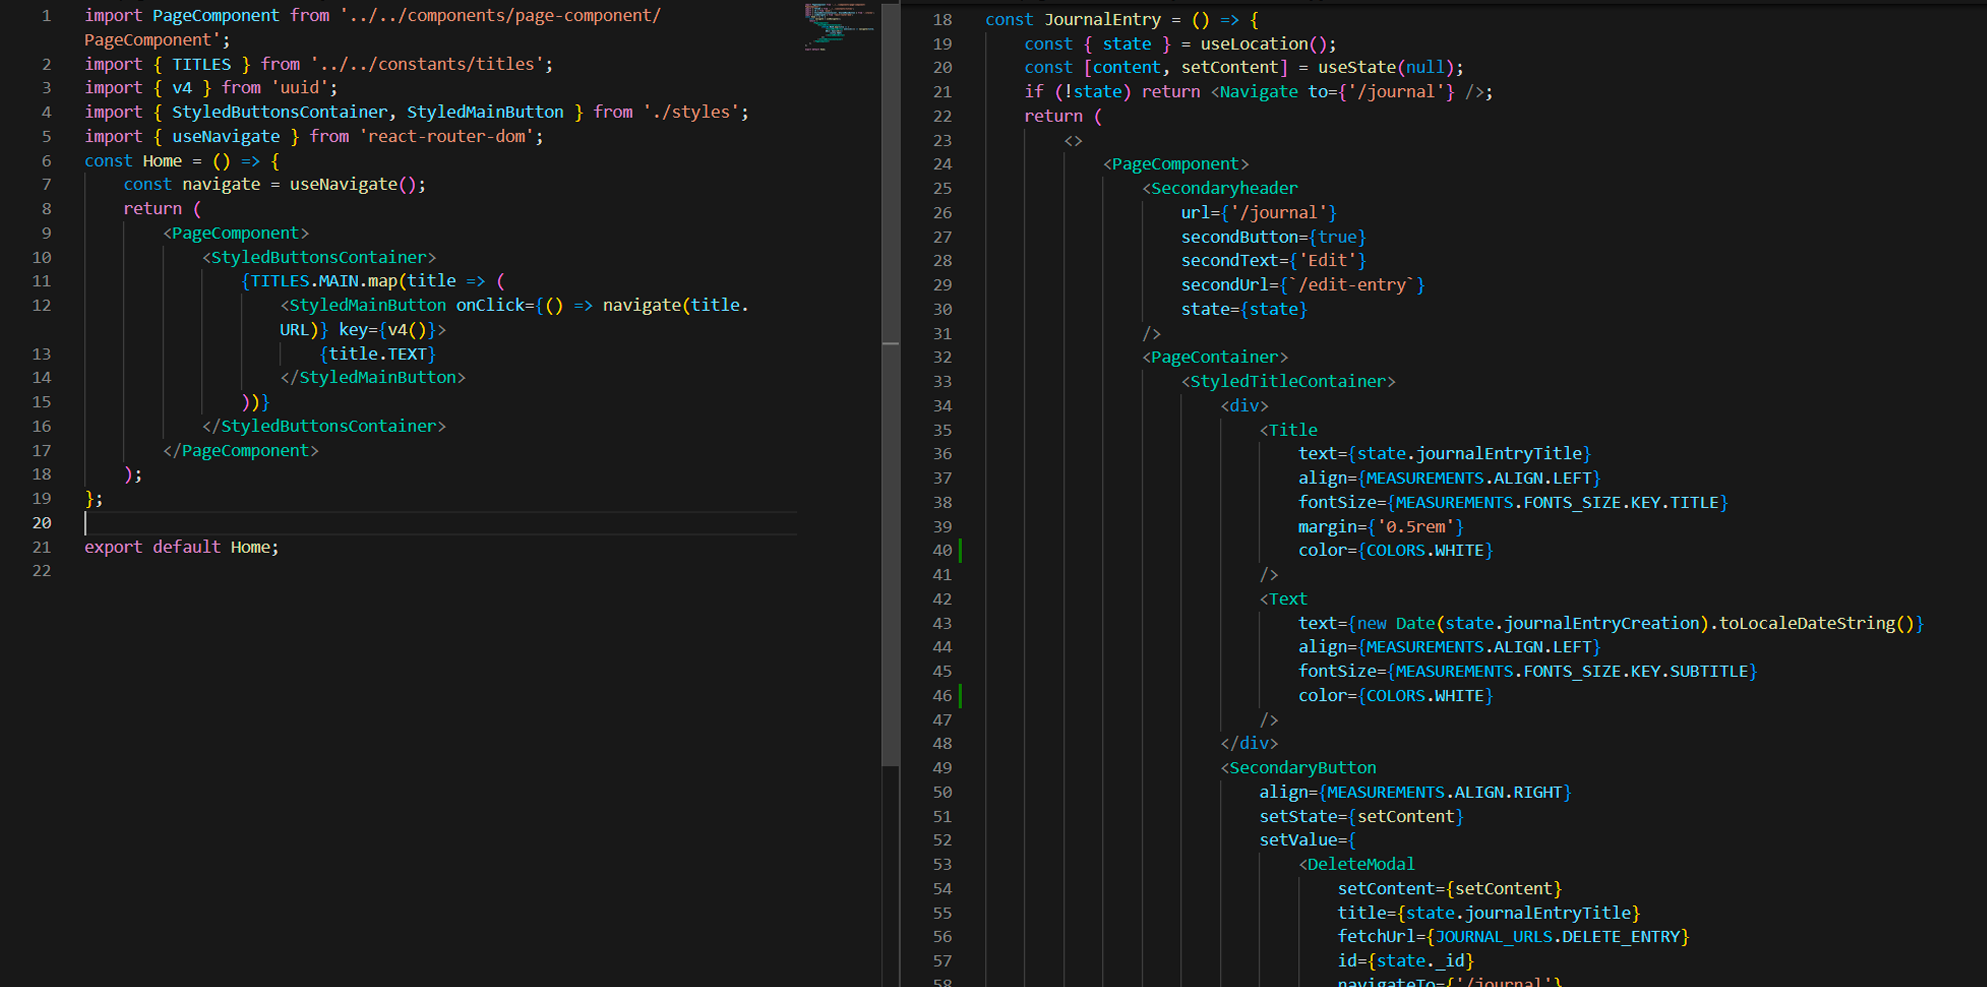 1 import PageComponent from '../../components/page-component/
PageComponent';
2 import { TITLES } from '../../constants/titles';
3 import { v4 } from 'uuid';
4 import { StyledButtonsContainer, StyledMainButton } from './styles';
5 import { useNavigate } from 'react-router-dom';
6 const Home = () => {
7 const navigate = useNavigate();
8 return (
9 <PageComponent>
10 <StyledButtonsContainer>
11 {TITLES.MAIN.map(title => (
12 <StyledMainButton onClick={() => navigate(title.
URL)} key={v4()}>
13 {title.TEXT}
14 </StyledMainButton>
15 ))}
16 </StyledButtonsContainer>
17 </PageComponent>
18 );
19 };
20
21 export default Home;
22
18 const JournalEntry = () => {
19 const { state } = useLocation();
20 const [content, setContent] = useState(null);
21 if (!state) return <Navigate to={'/journal'} />;
22 return (
23 <>
24 <PageComponent>
25 <Secondaryheader
26 url={'/journal'}
27 secondButton={true}
28 secondText={'Edit'}
29 secondUrl={`/edit-entry`}
30 state={state}
31 />
32 <PageContainer>
33 <StyledTitleContainer>
34 <div>
35 <Title
36 text={state.journalEntryTitle}
37 align={MEASUREMENTS.ALIGN.LEFT}
38 fontSize={MEASUREMENTS.FONTS_SIZE.KEY.TITLE}
39 margin={'0.5rem'}
40 color={COLORS.WHITE}
41 />
42 <Text
43 text={new Date(state.journalEntryCreation).toLocaleDateString()}
44 align={MEASUREMENTS.ALIGN.LEFT}
45 fontSize={MEASUREMENTS.FONTS_SIZE.KEY.SUBTITLE}
46 color={COLORS.WHITE}
47 />
48 </div>
49 <SecondaryButton
50 align={MEASUREMENTS.ALIGN.RIGHT}
51 setState={setContent}
52 setValue={
53 <DeleteModal
54 setContent={setContent}
55 title={state.journalEntryTitle}
56 fetchUrl={JOURNAL_URLS.DELETE_ENTRY}
57 id={state._id}
58 navigateTo={'/journal'}